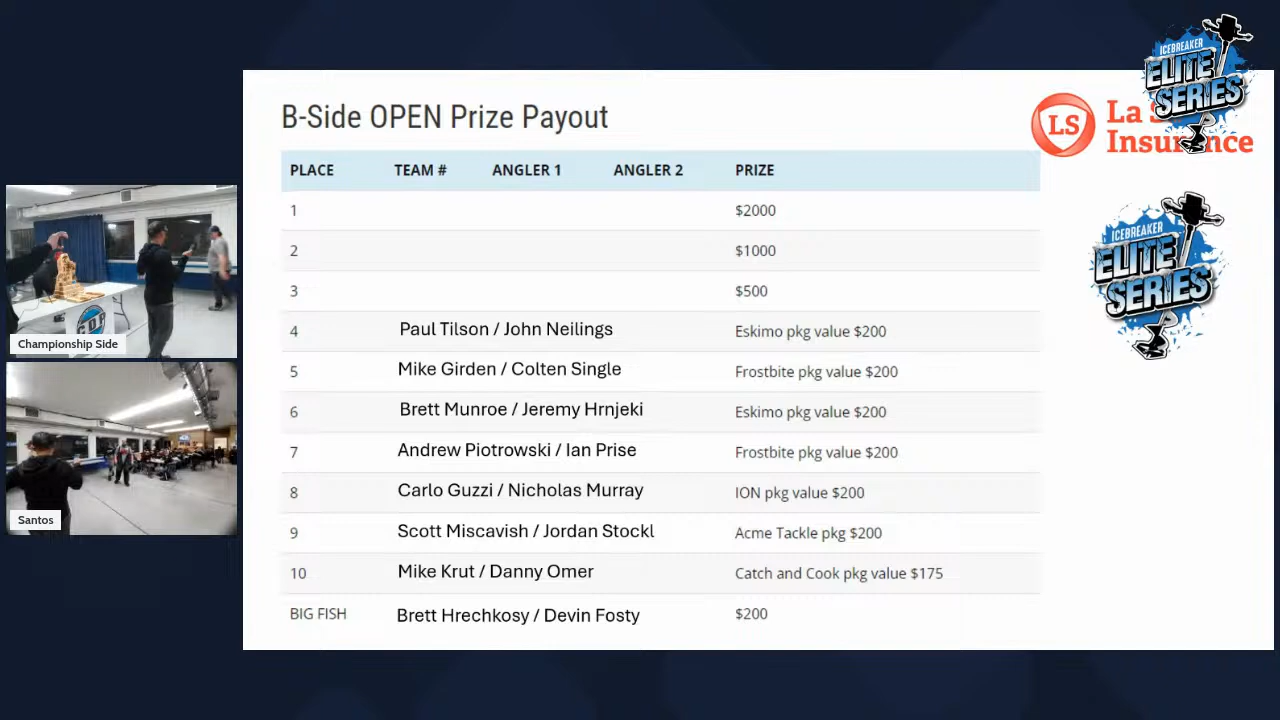 B-Side OPEN Prize Payout
PLACE TEAM # ANGLER 1 ANGLER 2 PRIZE
1 $2000
2 $1000
3 $500
4 Paul Tilson / John Neilings Eskimo pkg value $200
5 Mike Girden / Colten Single Frostbite pkg value $200
6 Brett Munroe / Jeremy Hrnjeki Eskimo pkg value $200
7 Andrew Piotrowski / Ian Prise Frostbite pkg value $200
8 Carlo Guzzi / Nicholas Murray ION pkg value $200
9 Scott Miscavish / Jordan Stockl Acme Tackle pkg $200
10 Mike Krut / Danny Omer Catch and Cook pkg value $175
BIG FISH Brett Hrechkosy / Devin Fosty $200
ICEBREAKER
ELITE
SERIES
LS
La
ICEBREAKER
ELITE
SERIES
Championship Side
Santos